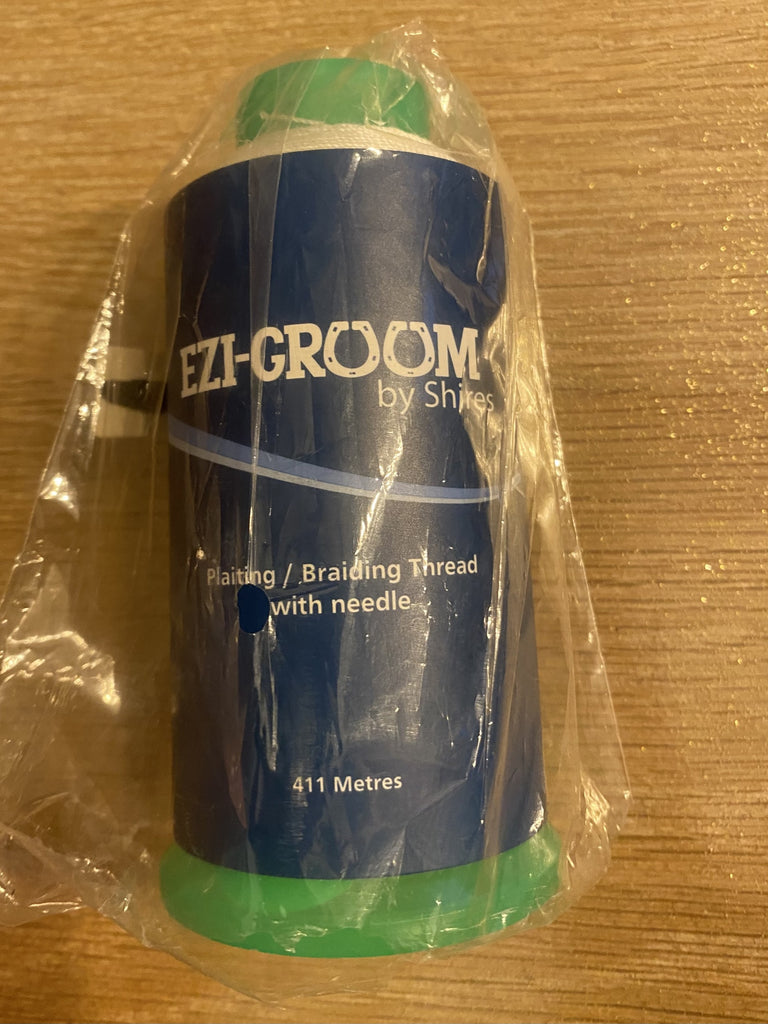 EZI-GROOM
by Shires
Plaiting / Braiding Thread
with needle
411 Metres